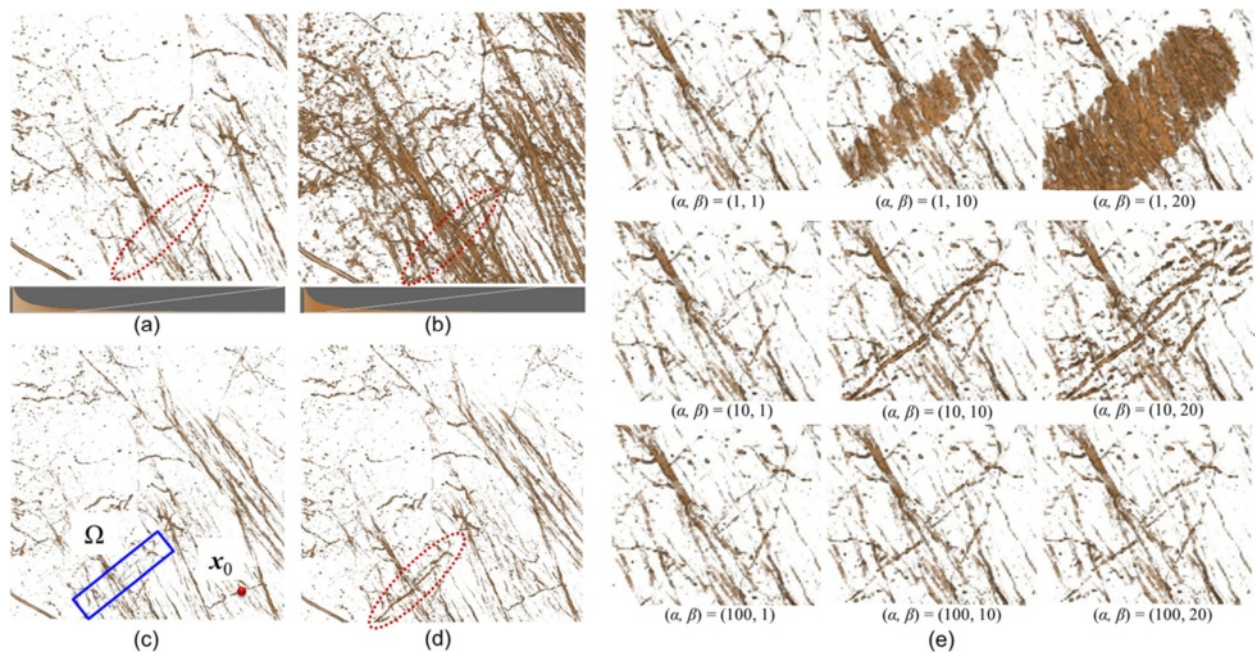 (α, β) = (1, 1)
(α, β) = (1, 10)
(α, β) = (1, 20)
(a)
(b)
(α, β) = (10, 1)
(α, β) = (10, 10)
(α, β) = (10, 20)
Ω
x₀
(α, β) = (100, 1)
(α, β) = (100, 10)
(α, β) = (100, 20)
(c)
(d)
(e)